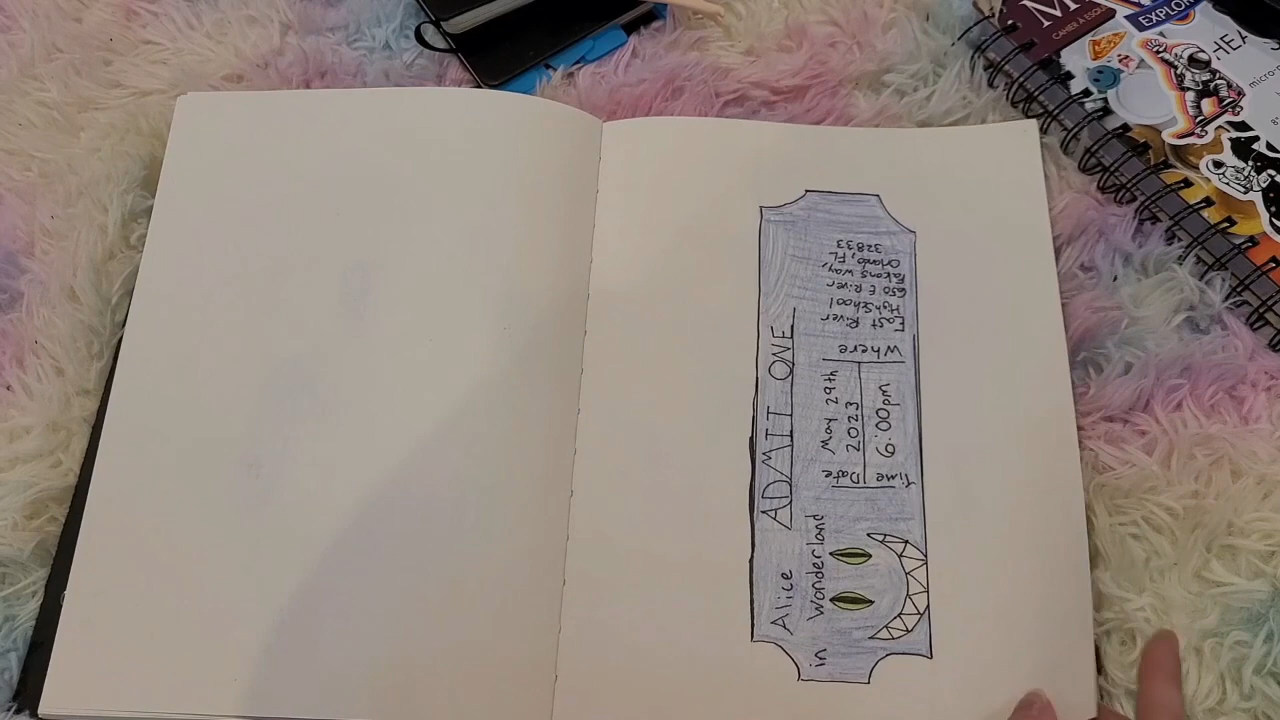 ADMIT ONE
Alice
in Wonderland
Date
May 29th
2023
Time
6:00pm
Where
East River
HighSchool
650 E River
Falcons Way,
Orlando, FL
32833
EXPLOR